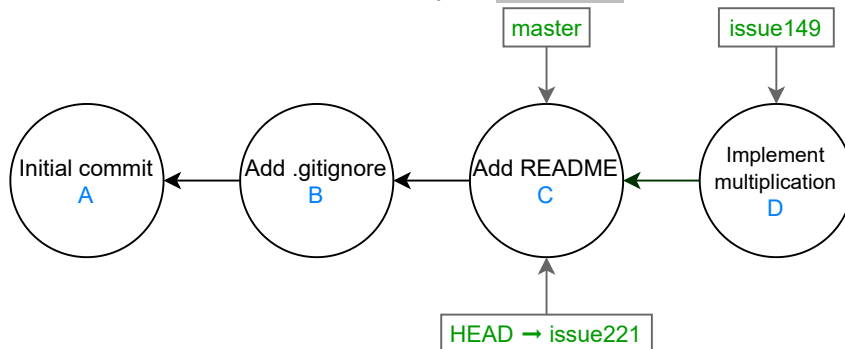 master
issue149
Initial commit
A
Add .gitignore
B
Add README
C
Implement
multiplication
D
HEAD → issue221